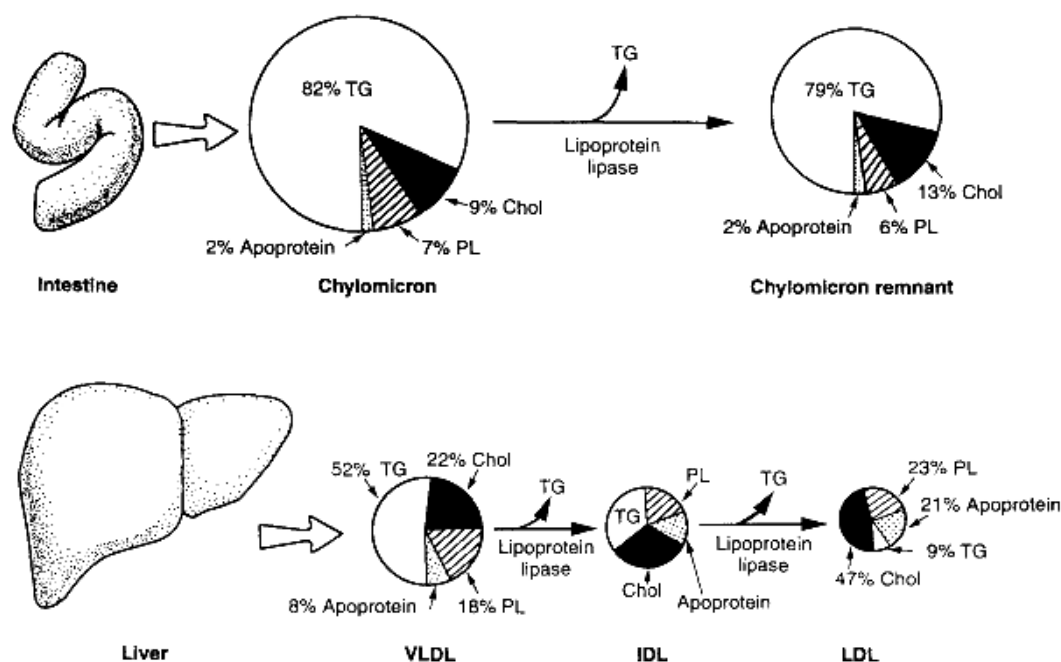 TG
82% TG
79% TG
Lipoprotein
lipase
9% Chol
13% Chol
2% Apoprotein
7% PL
2% Apoprotein
6% PL
Intestine
Chylomicron
Chylomicron remnant
52% TG
22% Chol
TG
PL
TG
23% PL
21% Apoprotein
TG
Lipoprotein
lipase
Lipoprotein
lipase
9% TG
47% Chol
Chol
Apoprotein
8% Apoprotein
18% PL
Liver
VLDL
IDL
LDL